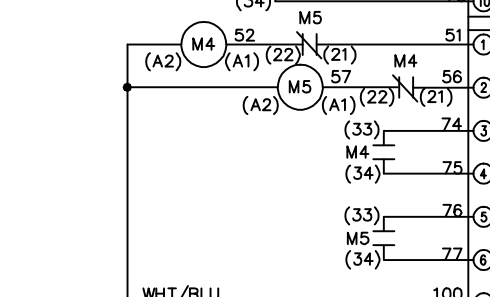 (34) 10
M5
M4 52 51 1
(A2) (A1) (22) (21)
M4
M5 57 56 2
(A2) (A1) (22) (21)
(33) 74 3
M4
(34) 75 4
(33) 76 5
M5
(34) 77 6
WHT/BLU 100